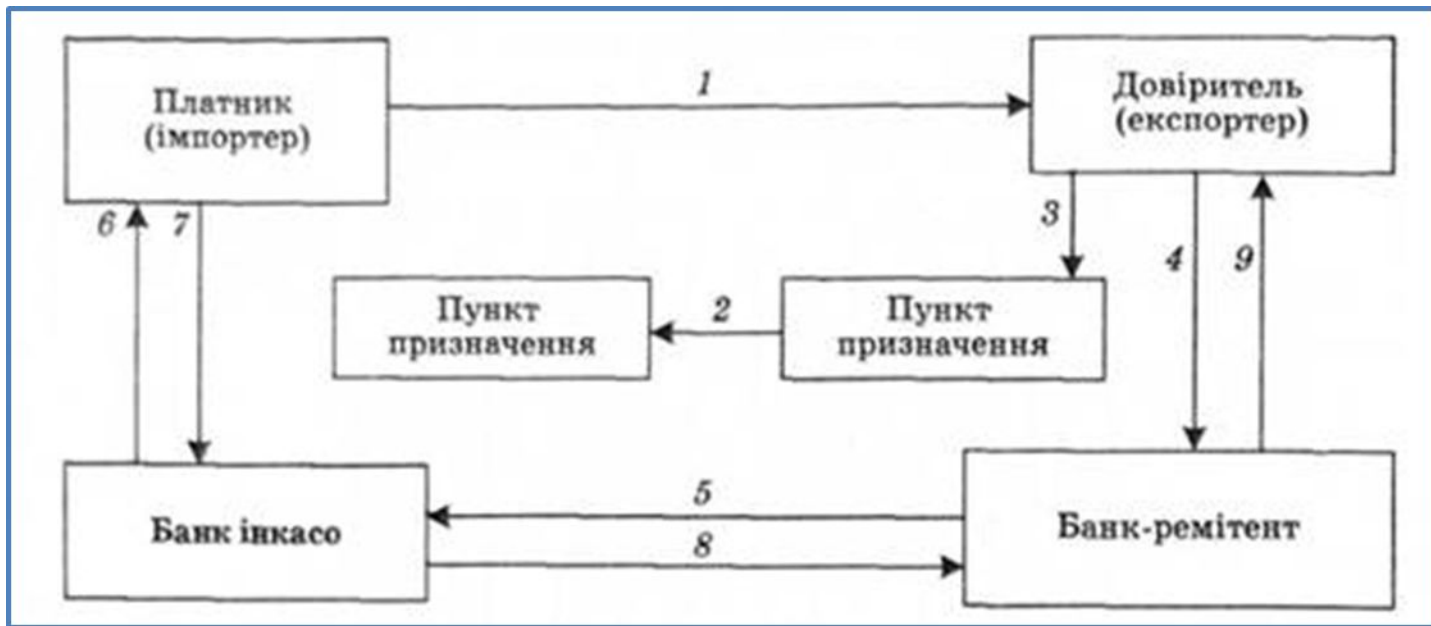 Платник
(імпортер)
1
Довіритель
(експортер)
6
7
3
4
9
Пункт
призначення
2
Пункт
призначення
Банк інкасо
5
8
Банк-ремітент